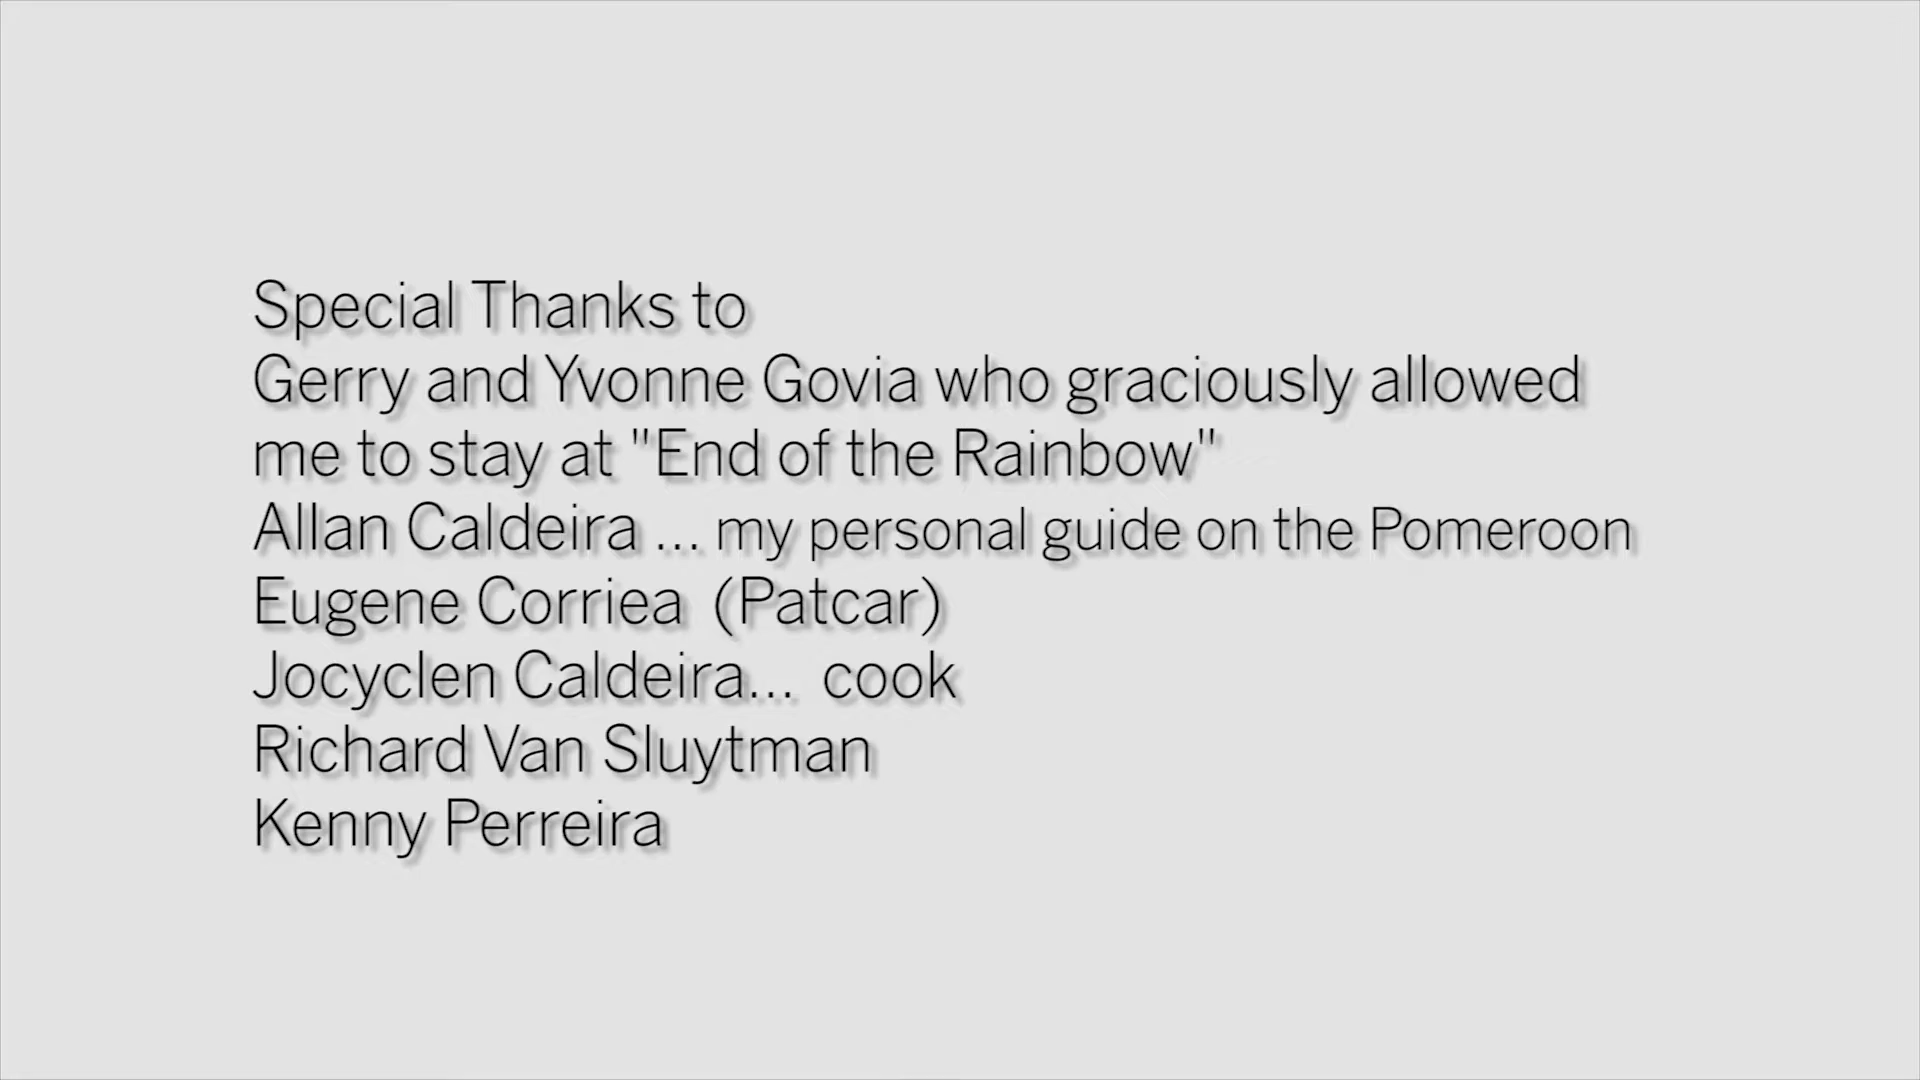 Special Thanks to
Gerry and Yvonne Govia who graciously allowed
me to stay at "End of the Rainbow"
Allan Caldeira ... my personal guide on the Pomeroon
Eugene Corriea (Patcar)
Jocyclen Caldeira... cook
Richard Van Sluytman
Kenny Perreira